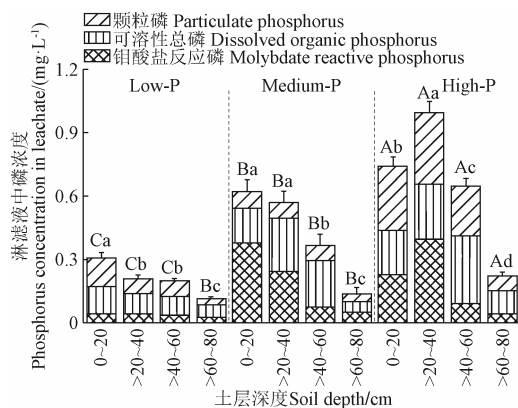 颗粒磷 Particulate phosphorus
可溶性总磷 Dissolved organic phosphorus
钼酸盐反应磷 Molybdate reactive phosphorus
淋滤液中磷浓度
Phosphorus concentration in leachate/(mg·L⁻¹)
1.2
0.9
0.6
0.3
0
Low-P Medium-P High-P
Ca Cb Cb Bc Ba Ba Bb Bc Ab Aa Ac Ad
0~20 >20~40 >40~60 >60~80 0~20 >20~40 >40~60 >60~80 0~20 >20~40 >40~60 >60~80
土层深度Soil depth/cm